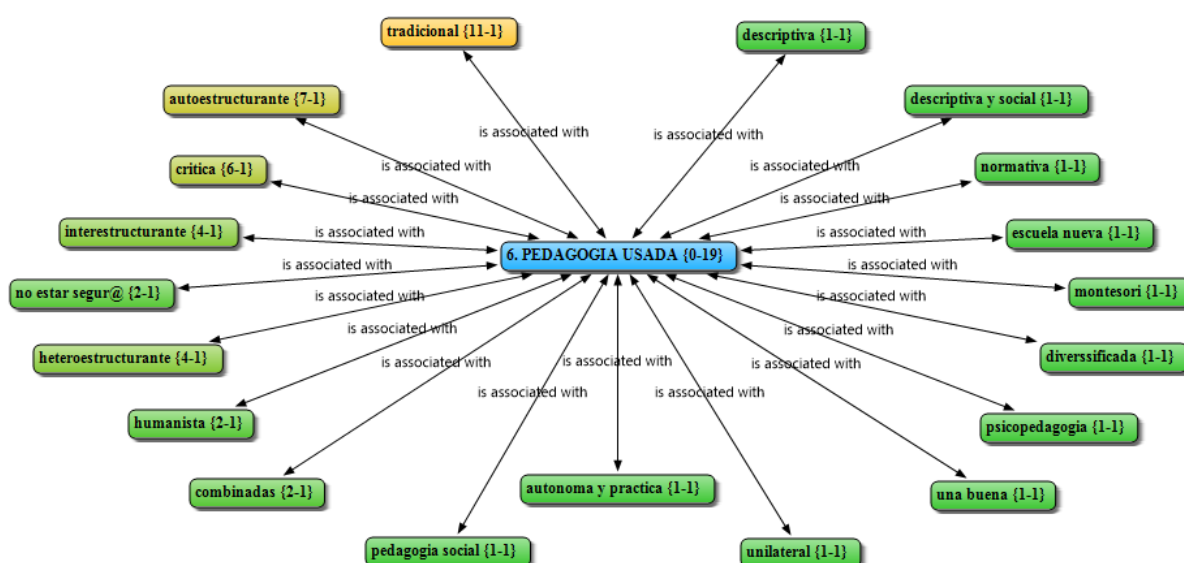 tradicional {11-1}
descriptiva {1-1}
autoestructurante {7-1}
descriptiva y social {1-1}
is associated with
is associated with
critica {6-1}
is associated with
is associated with
normativa {1-1}
is associated with
is associated with
interestructurante {4-1}
is associated with
6. PEDAGOGIA USADA {0-19}
is associated with
escuela nueva {1-1}
is associated with
is associated with
no estar segur@ {2-1}
montesori {1-1}
is associated with
is associated with
is associated with
is associated with
heteroestructurante {4-1}
is associated with
is associated with
is associated with
diverssificada {1-1}
is associated with
is associated with
humanista {2-1}
psicopedagogia {1-1}
combinadas {2-1}
autonoma y practica {1-1}
una buena {1-1}
pedagogia social {1-1}
unilateral {1-1}